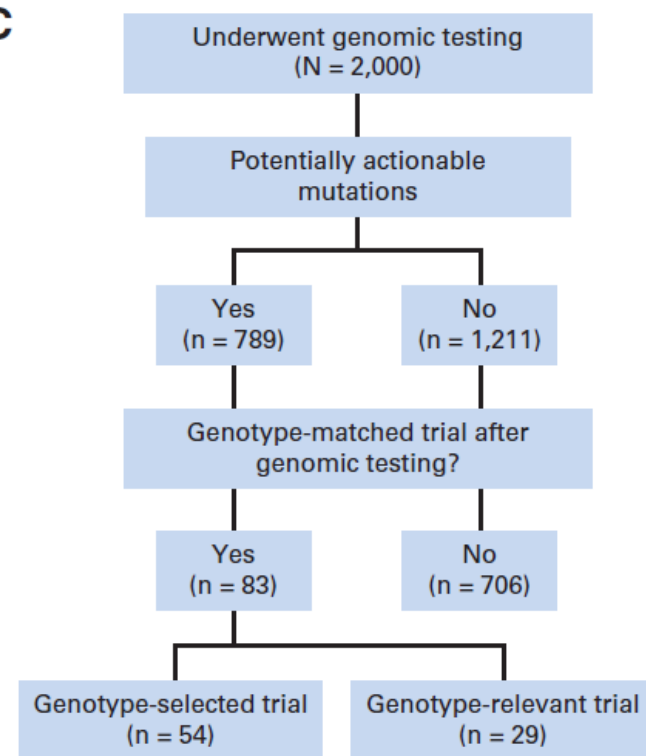 C
Underwent genomic testing
(N = 2,000)
Potentially actionable
mutations
Yes
(n = 789)
No
(n = 1,211)
Genotype-matched trial after
genomic testing?
Yes
(n = 83)
No
(n = 706)
Genotype-selected trial
(n = 54)
Genotype-relevant trial
(n = 29)